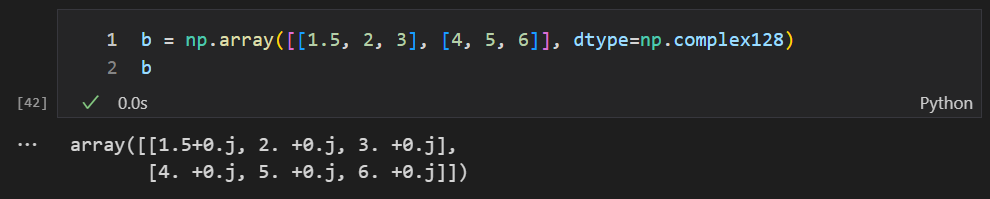 1 b = np.array([[1.5, 2, 3], [4, 5, 6]], dtype=np.complex128)
2 b
[42] ✓ 0.0s Python
... array([[1.5+0.j, 2. +0.j, 3. +0.j],
[4. +0.j, 5. +0.j, 6. +0.j]])